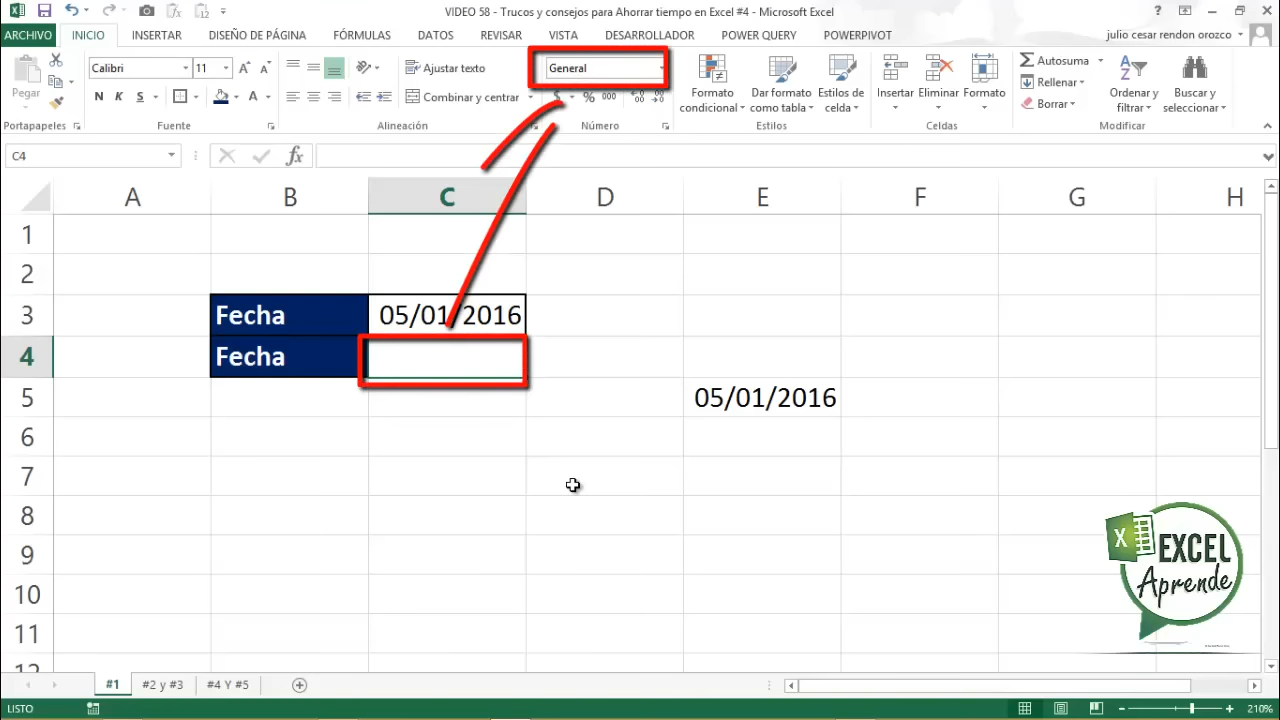 VIDEO 58 - Trucos y consejos para Ahorrar tiempo en Excel #4 - Microsoft Excel
ARCHIVO INICIO INSERTAR DISEÑO DE PÁGINA FÓRMULAS DATOS REVISAR VISTA DESARROLLADOR POWER QUERY POWERPIVOT julio cesar rendon orozco
Pegar
Calibri 11
N K S
Ajustar texto
Combinar y centrar
General
$ % 000
Formato condicional
Dar formato como tabla
Estilos de celda
Insertar Eliminar Formato
Autosuma
Rellenar
Borrar
Ordenar y filtrar
Buscar y seleccionar
Portapapeles Fuente Alineación Número Estilos Celdas Modificar
C4 fx
A B C D E F G H
1
2
3 Fecha 05/01/2016
4 Fecha
5 05/01/2016
6
7
8
9
10
11
12
EXCEL
Aprende
#1 #2 y #3 #4 Y #5
LISTO 210%